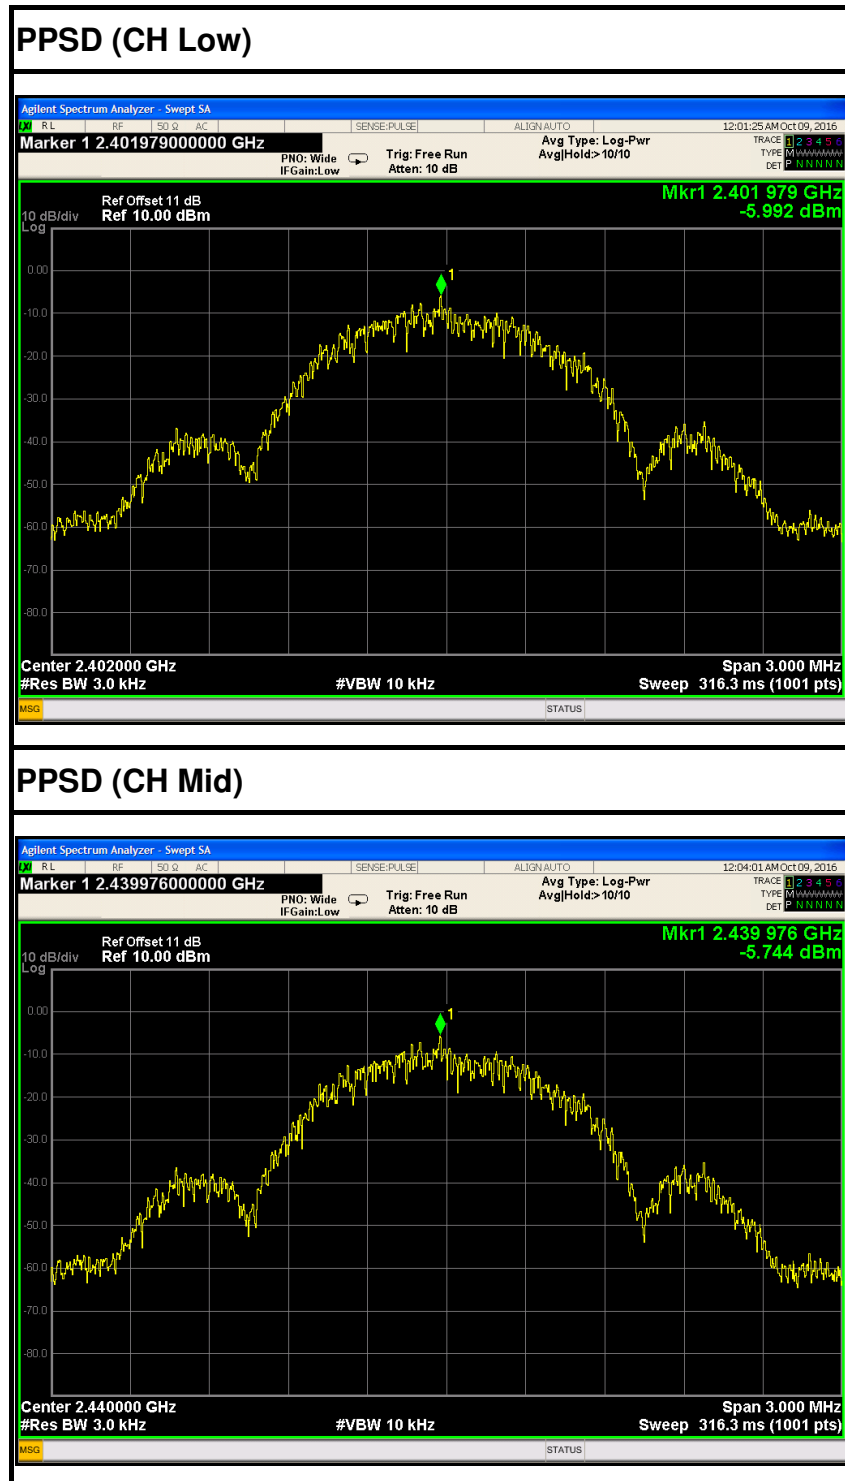 PPSD (CH Low)
Agilent Spectrum Analyzer - Swept SA
LXI RL RF 50 Ω AC SENSE:PULSE ALIGN AUTO 12:01:25 AM Oct 09, 2016
Marker 1 2.401979000000 GHz
PNO: Wide
IFGain:Low
Trig: Free Run
Atten: 10 dB
Avg Type: Log-Pwr
Avg|Hold:>10/10
TRACE 1 2 3 4 5 6
TYPE M WWWWW
DET P N N N N N
Mkr1 2.401 979 GHz
-5.992 dBm
Ref Offset 11 dB
10 dB/div Ref 10.00 dBm
Log
0.00
-10.0
1
-20.0
-30.0
-40.0
-50.0
-60.0
-70.0
-80.0
Center 2.402000 GHz Span 3.000 MHz
#Res BW 3.0 kHz #VBW 10 kHz Sweep 316.3 ms (1001 pts)
MSG STATUS
PPSD (CH Mid)
Agilent Spectrum Analyzer - Swept SA
LXI RL RF 50 Ω AC SENSE:PULSE ALIGN AUTO 12:04:01 AM Oct 09, 2016
Marker 1 2.439976000000 GHz
PNO: Wide
IFGain:Low
Trig: Free Run
Atten: 10 dB
Avg Type: Log-Pwr
Avg|Hold:>10/10
TRACE 1 2 3 4 5 6
TYPE M WWWWW
DET P N N N N N
Mkr1 2.439 976 GHz
-5.744 dBm
Ref Offset 11 dB
10 dB/div Ref 10.00 dBm
Log
0.00
1
-10.0
-20.0
-30.0
-40.0
-50.0
-60.0
-70.0
-80.0
Center 2.440000 GHz Span 3.000 MHz
#Res BW 3.0 kHz #VBW 10 kHz Sweep 316.3 ms (1001 pts)
MSG STATUS